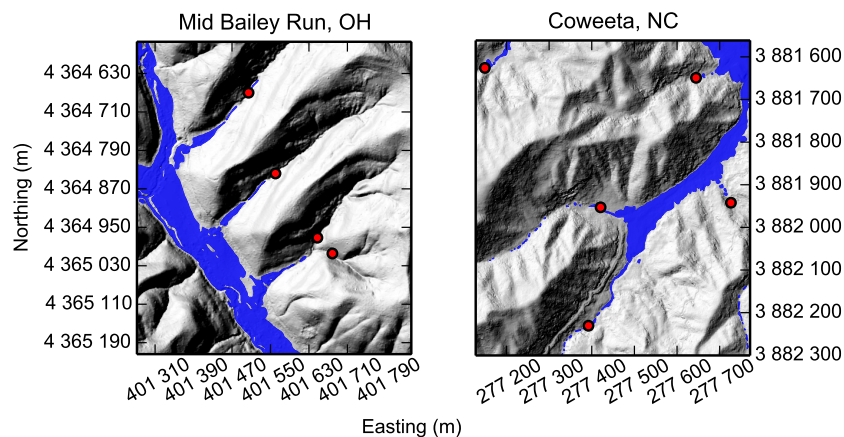 Mid Bailey Run, OH
Coweeta, NC
Northing (m)
4 364 630
4 364 710
4 364 790
4 364 870
4 364 950
4 365 030
4 365 110
4 365 190
401 310
401 390
401 470
401 550
401 630
401 710
401 790
3 881 600
3 881 700
3 881 800
3 881 900
3 882 000
3 882 100
3 882 200
3 882 300
277 200
277 300
277 400
277 500
277 600
277 700
Easting (m)